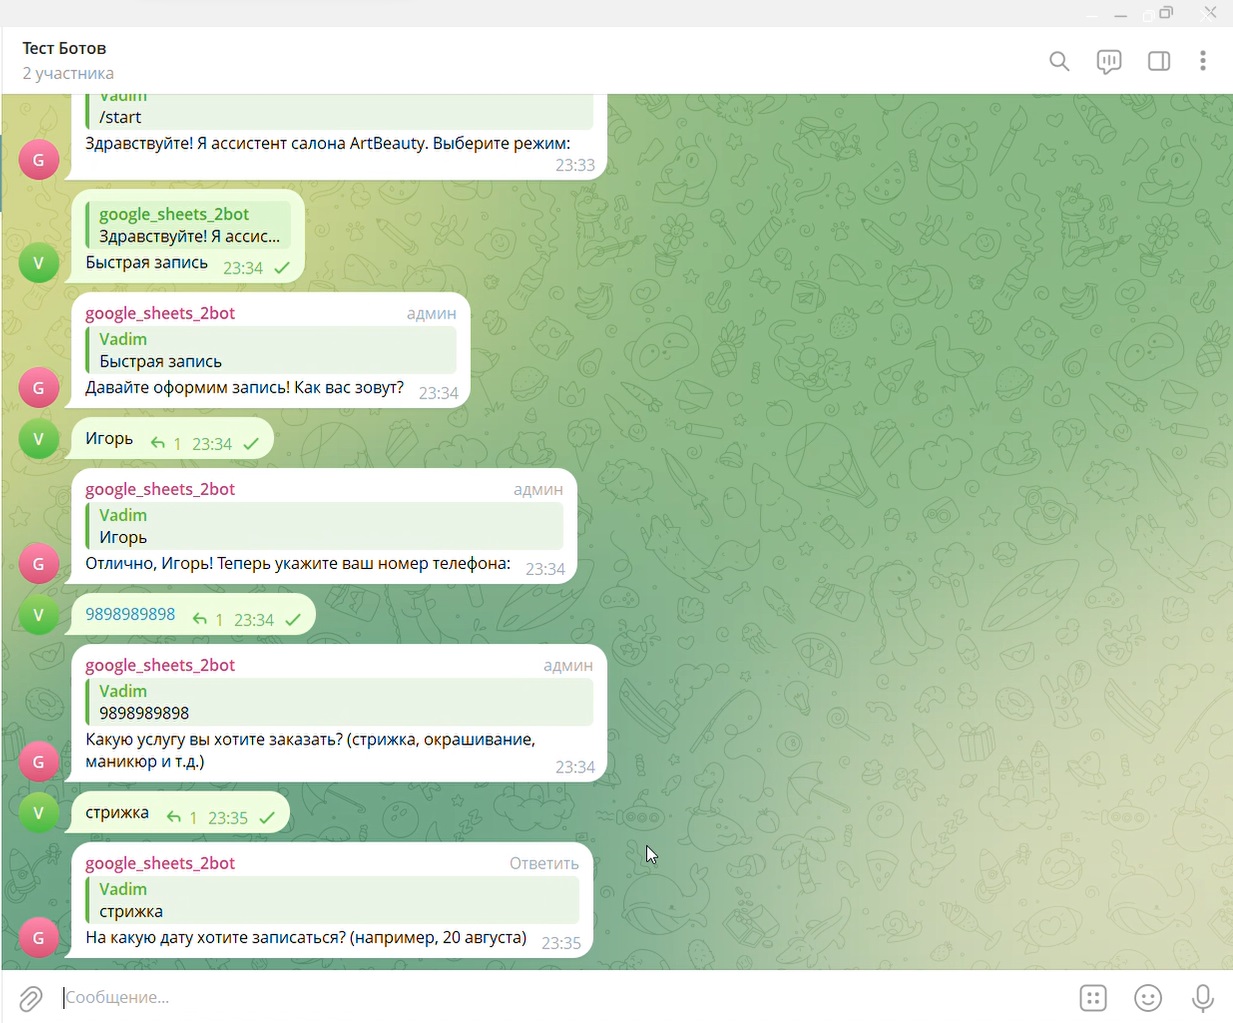 Тест Ботов
2 участника
Vadim
/start
Здравствуйте! Я ассистент салона ArtBeauty. Выберите режим:
23:33
G
google_sheets_2bot
Здравствуйте! Я ассис...
Быстрая запись 23:34
V
google_sheets_2bot админ
Vadim
Быстрая запись
Давайте оформим запись! Как вас зовут? 23:34
G
V Игорь 1 23:34
google_sheets_2bot админ
Vadim
Игорь
Отлично, Игорь! Теперь укажите ваш номер телефона: 23:34
G
V 9898989898 1 23:34
google_sheets_2bot админ
Vadim
9898989898
Какую услугу вы хотите заказать? (стрижка, окрашивание,
маникюр и т.д.) 23:34
G
V стрижка 1 23:35
google_sheets_2bot Ответить
Vadim
стрижка
На какую дату хотите записаться? (например, 20 августа) 23:35
G
Сообщение...